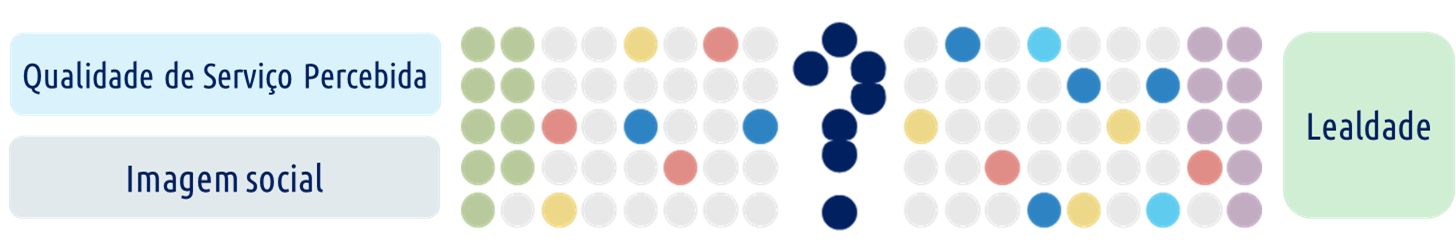 Qualidade de Serviço Percebida
Imagem social
?
Lealdade